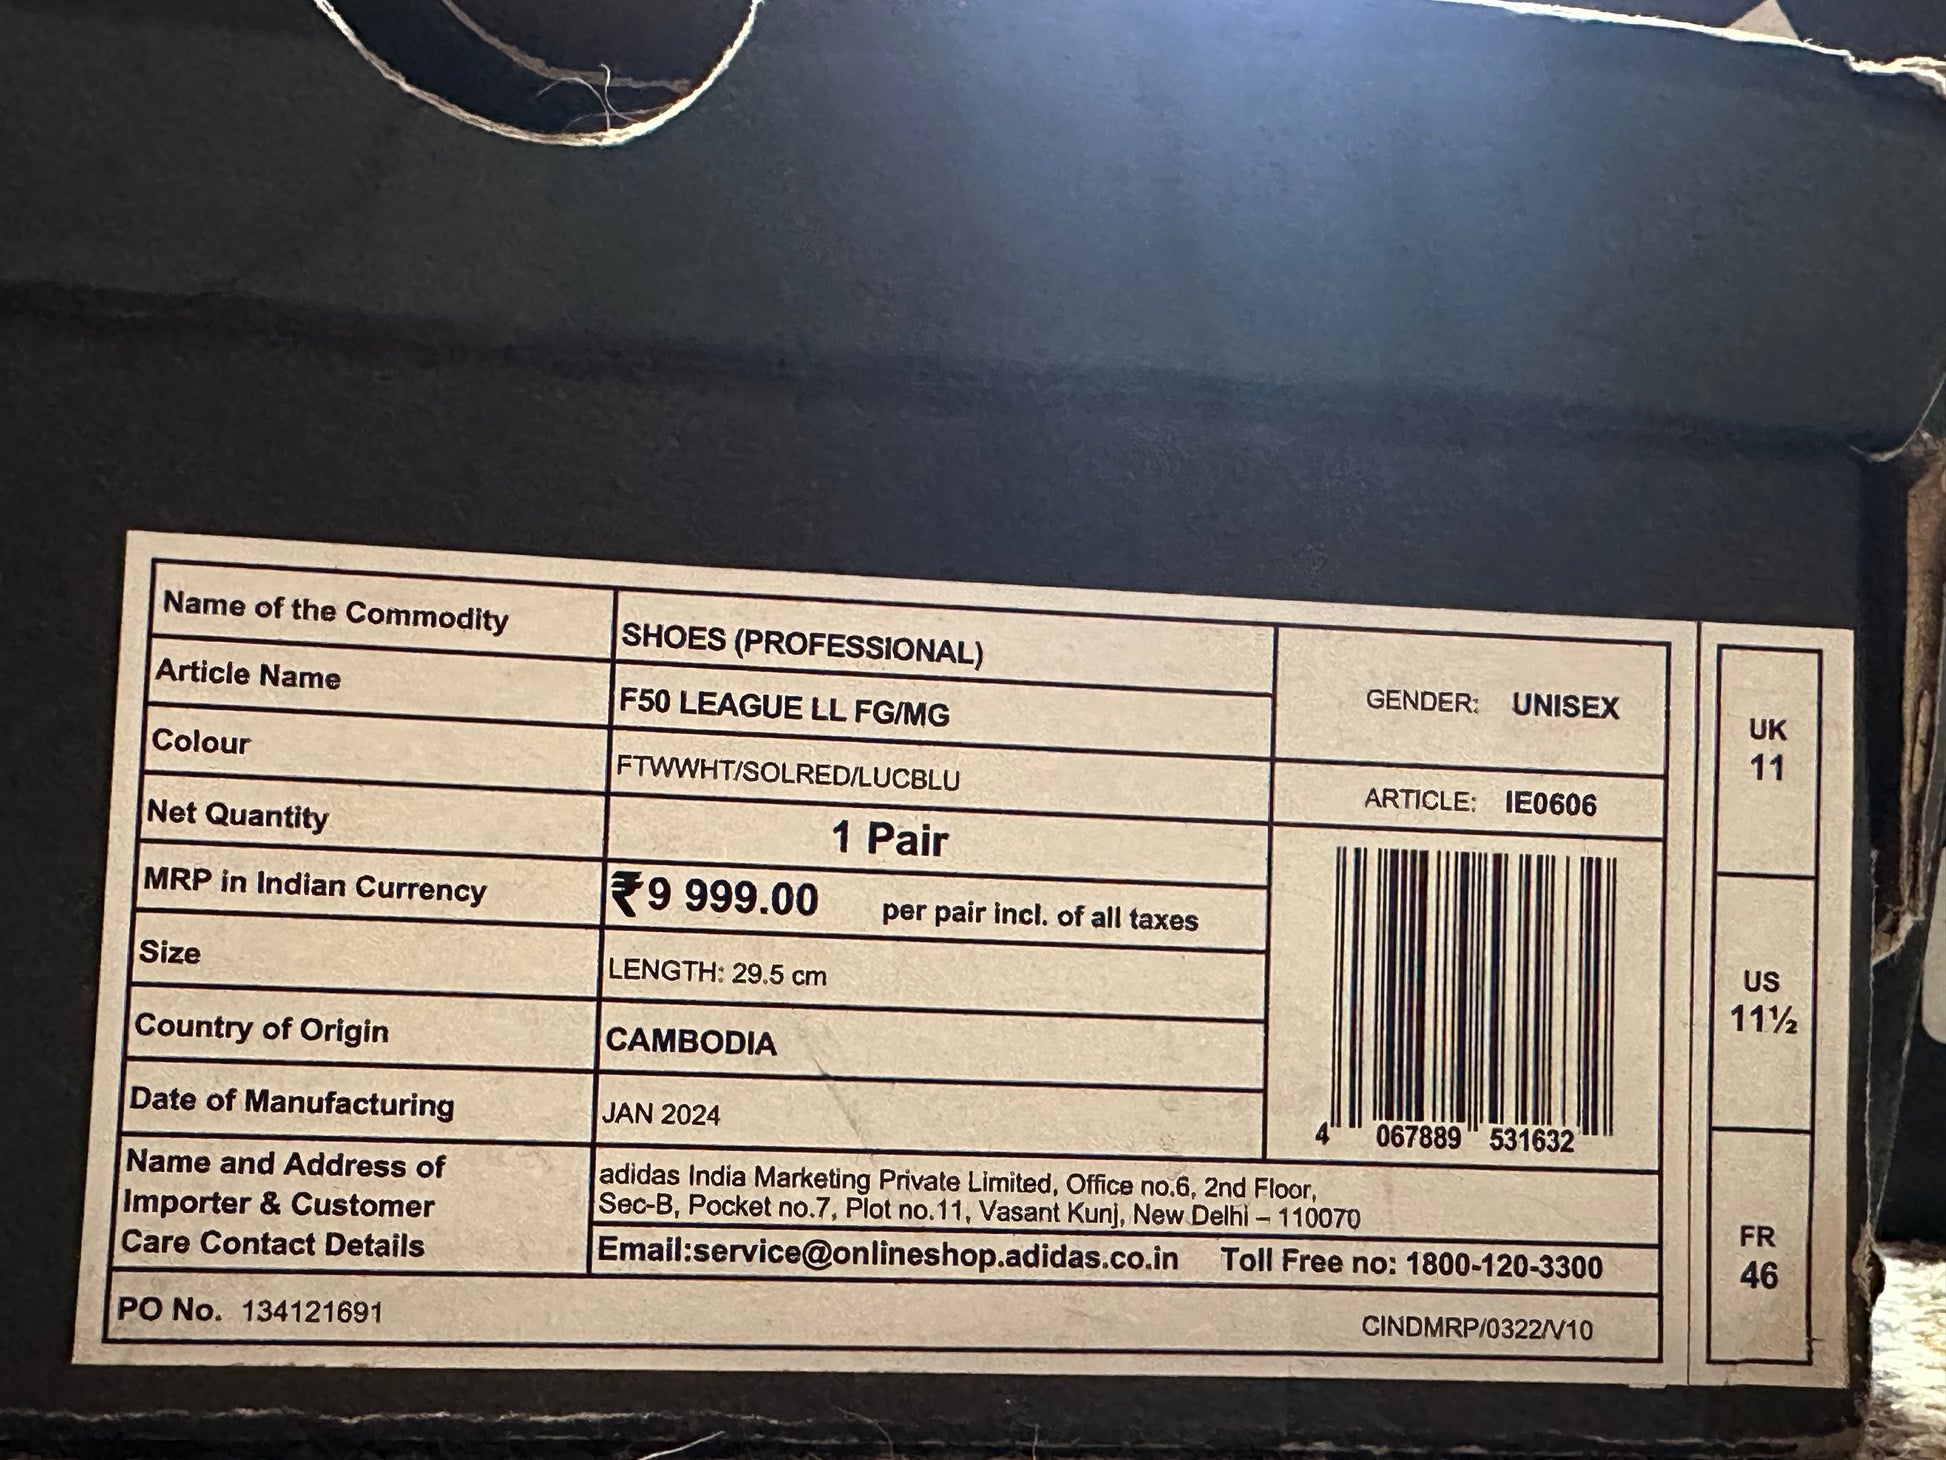 Name of the Commodity SHOES (PROFESSIONAL)
Article Name F50 LEAGUE LL FG/MG
Colour FTWWHT/SOLRED/LUCBLU
Net Quantity 1 Pair
MRP in Indian Currency ₹9 999.00 per pair incl. of all taxes
Size LENGTH: 29.5 cm
Country of Origin CAMBODIA
Date of Manufacturing JAN 2024
GENDER: UNISEX
ARTICLE: IE0606
4 067889 531632
Name and Address of
Importer & Customer
Care Contact Details
adidas India Marketing Private Limited, Office no.6, 2nd Floor,
Sec-B, Pocket no.7, Plot no.11, Vasant Kunj, New Delhi – 110070
Email:service@onlineshop.adidas.co.in Toll Free no: 1800-120-3300
PO No. 134121691 CINDMRP/0322/V10
UK
11
US
11½
FR
46